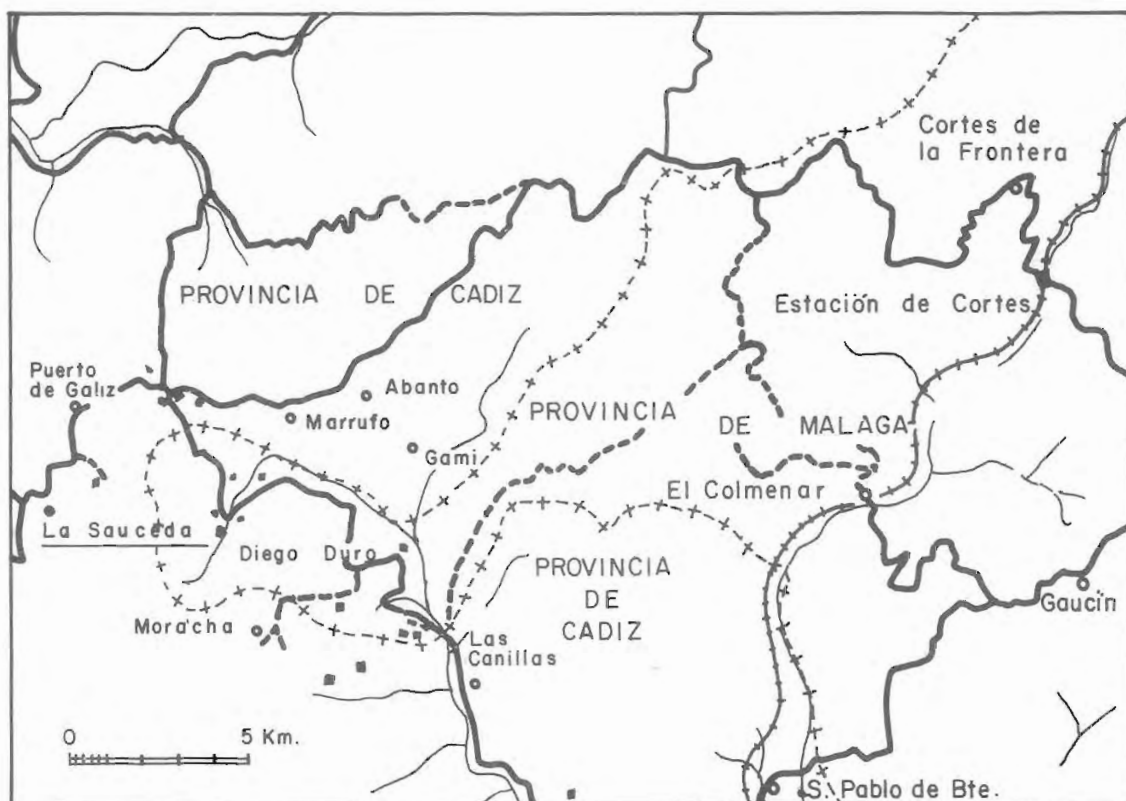 Cortes de
la Frontera
PROVINCIA DE CADIZ
Estación de Cortes
Puerto
de Galiz
Abanto
Marrufo
PROVINCIA
DE MALAGA
Gami
El Colmenar
La Sauceda
Diego Duro
PROVINCIA
DE
CADIZ
Gaucín
Moracha
Las
Canillas
0 5 Km.
S. Pablo de Bte.